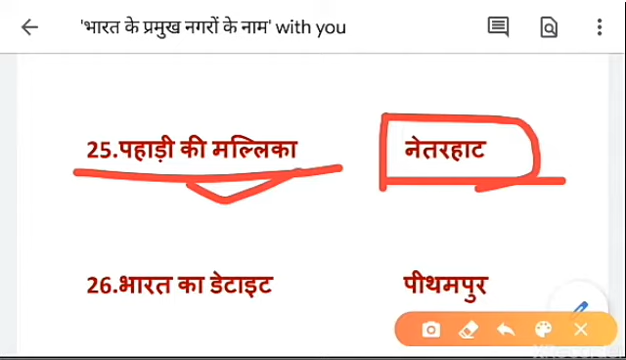 'भारत के प्रमुख नगरों के नाम' with you
25.पहाड़ी की मल्लिका नेतरहाट
26.भारत का डेटाइट पीथमपुर